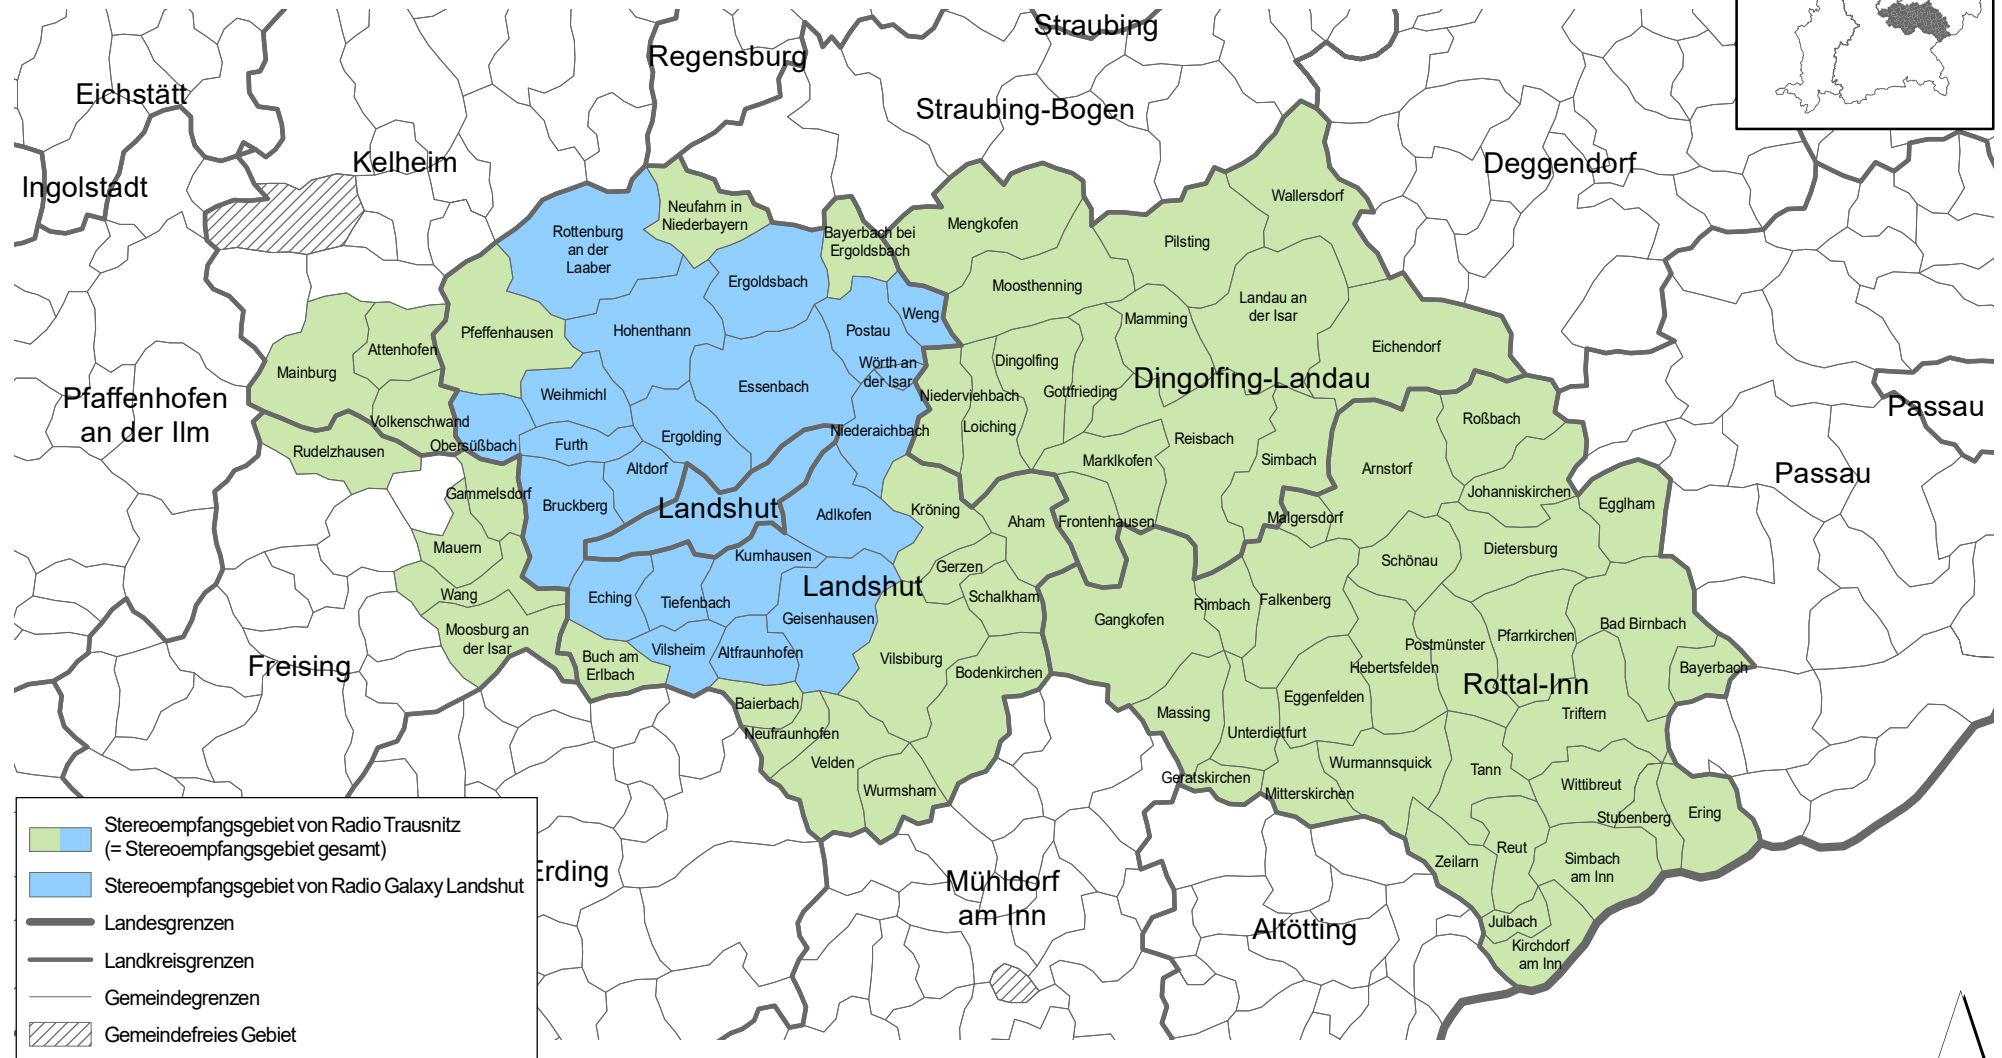 Straubing
Regensburg
Eichstätt
Straubing-Bogen
Kelheim
Deggendorf
Ingolstadt
Wallersdorf
Neufahrn in
Niederbayern
Mengkofen
Rottenburg
an der
Laaber
Bayerbach bei
Ergoldsbach
Pilsting
Ergoldsbach
Moosthenning
Landau an
der Isar
Weng
Mamming
Pfeffenhausen
Hohenthann
Postau
Attenhofen
Eichendorf
Mainburg
Wörth an
der Isar
Dingolfing
Essenbach
Dingolfing-Landau
Gottfrieding
Weihmichl
Niederviehbach
Pfaffenhofen
an der Ilm
Passau
Volkenschwand
Roßbach
Loiching
Niederaichbach
Ergolding
Reisbach
Obersüßbach
Furth
Rudelzhausen
Marklkofen
Simbach
Altdorf
Arnstorf
Passau
Gammelsdorf
Johanniskirchen
Egglham
Bruckberg
Landshut
Adlkofen
Kröning
Aham
Frontenhausen
Malgersdorf
Mauern
Kumhausen
Dietersburg
Schönau
Gerzen
Landshut
Wang
Eching
Tiefenbach
Schalkham
Rimbach
Falkenberg
Geisenhausen
Gangkofen
Bad Birnbach
Moosburg an
der Isar
Pfarrkirchen
Postmünster
Vilsheim
Altfraunhofen
Vilsbiburg
Buch am
Erlbach
Freising
Hebertsfelden
Bayerbach
Bodenkirchen
Rottal-Inn
Eggenfelden
Baierbach
Massing
Triftern
Neufraunhofen
Unterdietfurt
Velden
Wurmannsquick
Tann
Geratskirchen
Wittibreut
Wurmsham
Mitterskirchen
Stubenberg
Ering
Reut
Zeilarn
Simbach
am Inn
Erding
Mühldorf
am Inn
Altötting
Julbach
Kirchdorf
am Inn
Stereoempfangsgebiet von Radio Trausnitz
(= Stereoempfangsgebiet gesamt)
Stereoempfangsgebiet von Radio Galaxy Landshut
Landesgrenzen
Landkreisgrenzen
Gemeindegrenzen
Gemeindefreies Gebiet